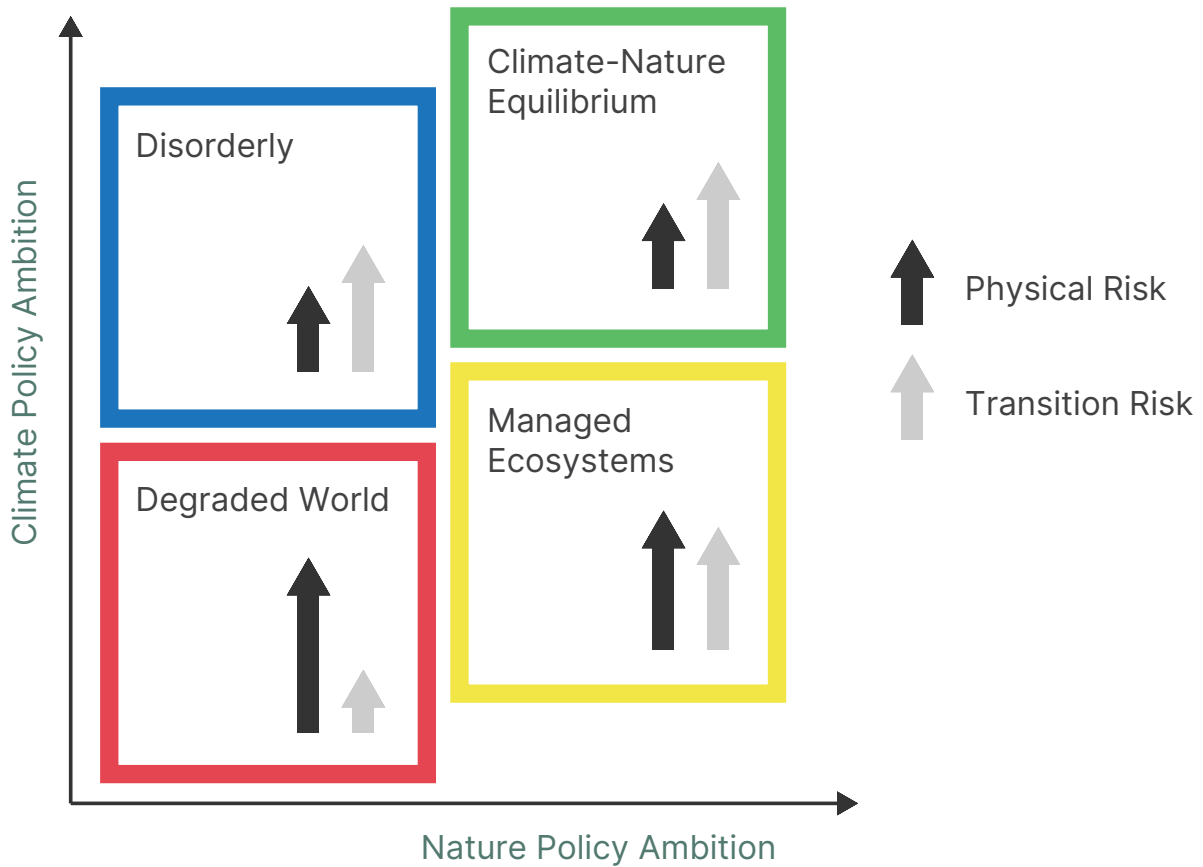 Climate-Nature
Equilibrium
Disorderly
Physical Risk
Transition Risk
Climate Policy Ambition
Managed
Ecosystems
Degraded World
Nature Policy Ambition